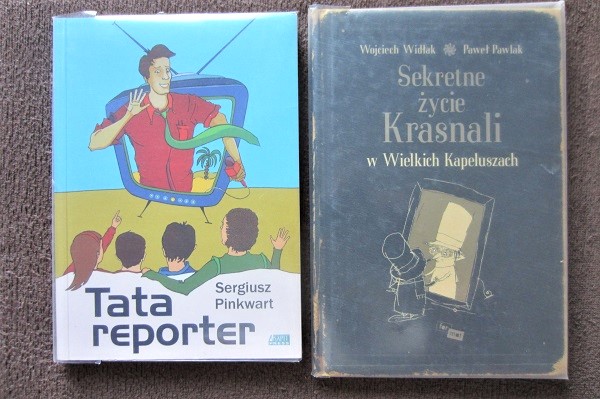 Tata
reporter
Sergiusz
Pinkwart
Wojciech Widłak Paweł Pawlak
Sekretne
życie
Krasnali
w Wielkich Kapeluszach